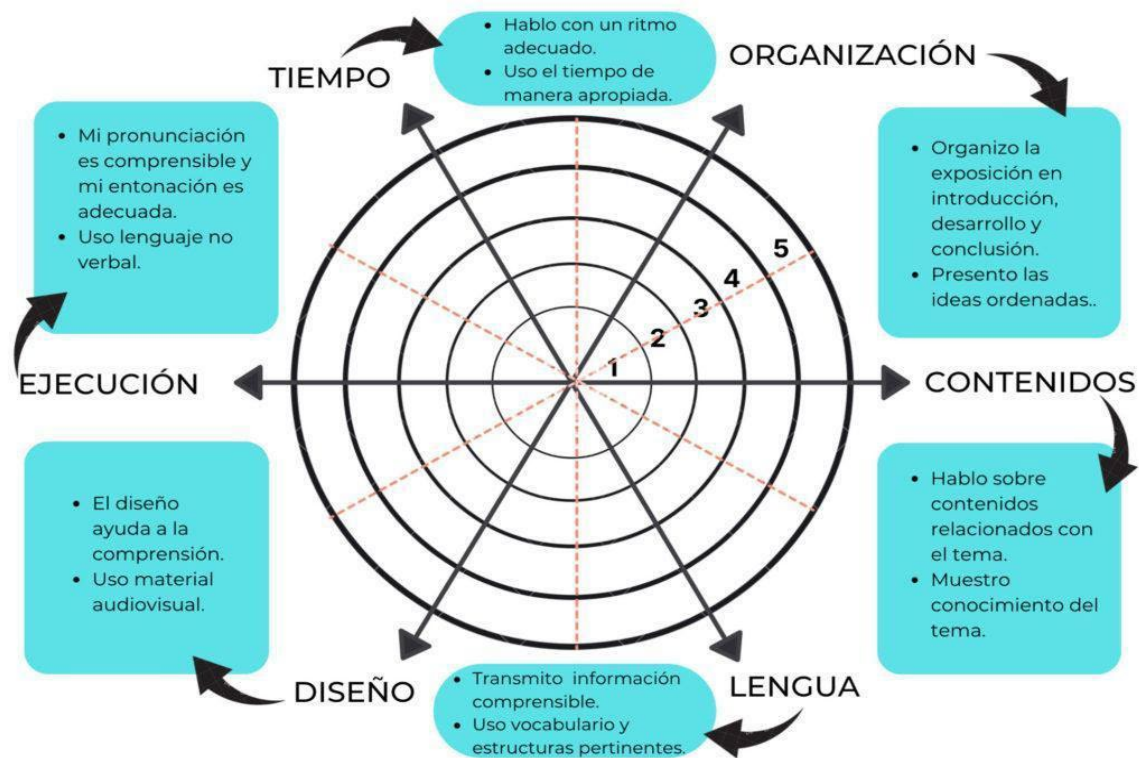 TIEMPO
• Hablo con un ritmo
adecuado.
• Uso el tiempo de
manera apropiada.
ORGANIZACIÓN
• Organizo la
exposición en
introducción,
desarrollo y
conclusión.
• Presento las
ideas ordenadas..
• Mi pronunciación
es comprensible y
mi entonación es
adecuada.
• Uso lenguaje no
verbal.
EJECUCIÓN
5
4
3
2
1
CONTENIDOS
• Hablo sobre
contenidos
relacionados con
el tema.
• Muestro
conocimiento del
tema.
• El diseño
ayuda a la
comprensión.
• Uso material
audiovisual.
DISEÑO
• Transmito información
comprensible.
• Uso vocabulario y
estructuras pertinentes.
LENGUA